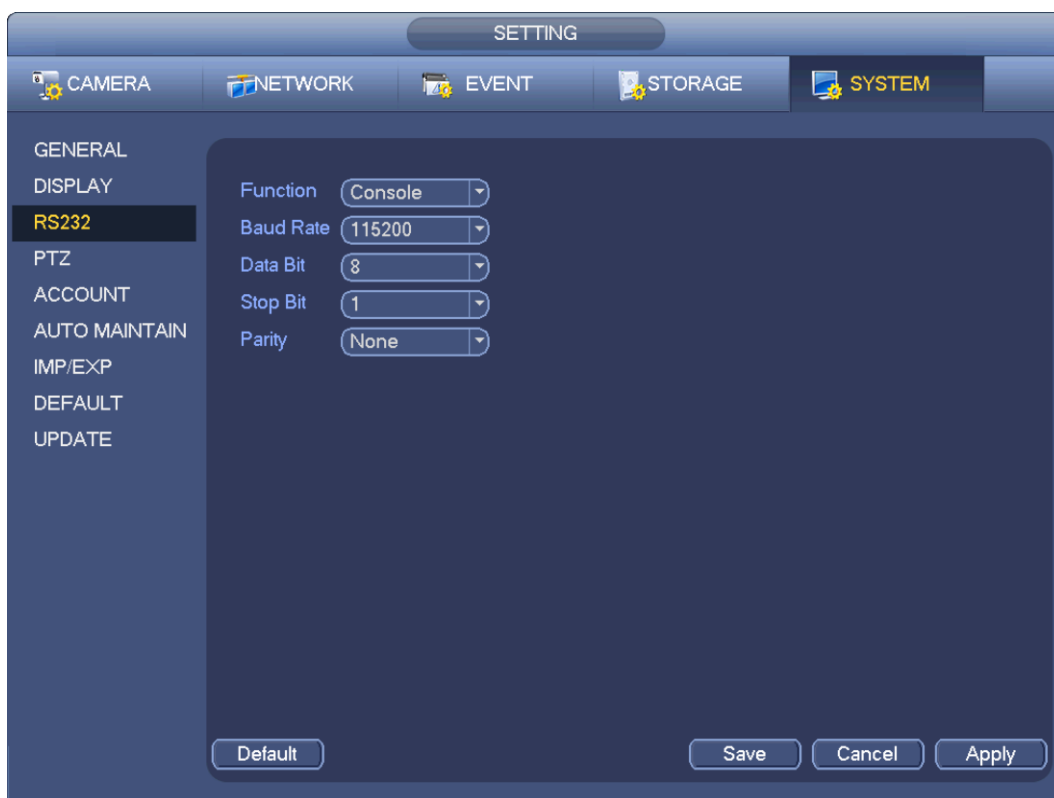 SETTING
CAMERA NETWORK EVENT STORAGE SYSTEM
GENERAL
DISPLAY
RS232
PTZ
ACCOUNT
AUTO MAINTAIN
IMP/EXP
DEFAULT
UPDATE
Function Console
Baud Rate 115200
Data Bit 8
Stop Bit 1
Parity None
Default Save Cancel Apply